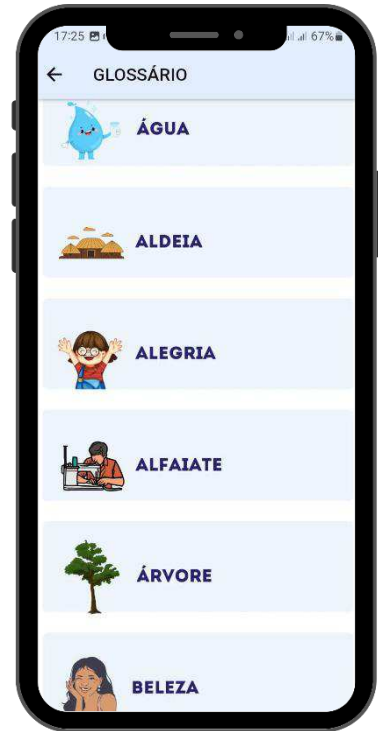 17:25 67%
GLOSSÁRIO
ÁGUA
ALDEIA
ALEGRIA
ALFAIATE
ÁRVORE
BELEZA